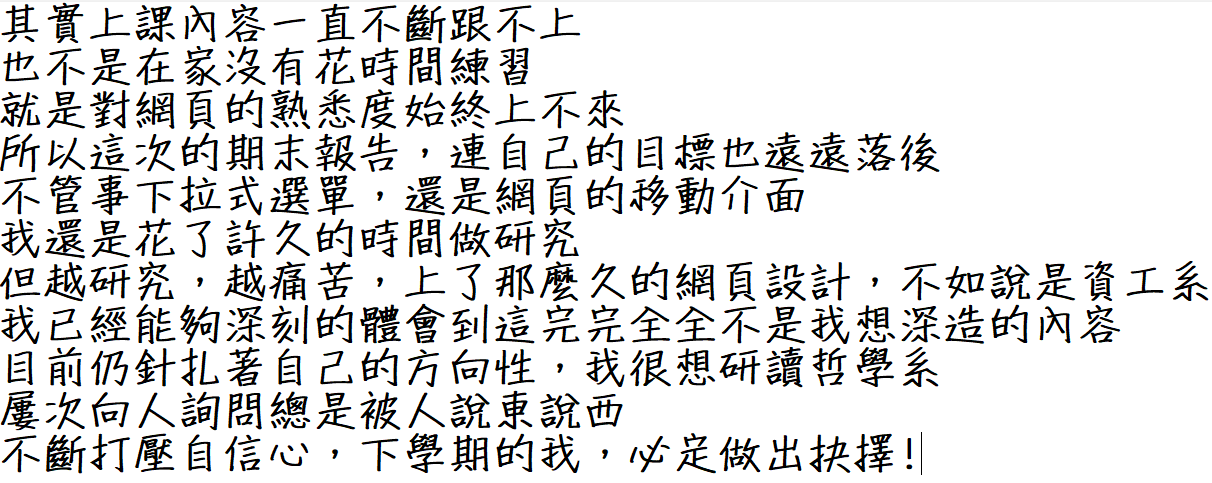 其實上課內容一直不斷跟不上
也不是在家沒有花時間練習
就是對網頁的熟悉度始終上不來
所以這次的期末報告，連自己的目標也遠遠落後
不管事下拉式選單，還是網頁的移動介面
我還是花了許久的時間做研究
但越研究，越痛苦，上了那麼久的網頁設計，不如說是資工系
我已經能夠深刻的體會到這完完全全不是我想深造的內容
目前仍針扎著自己的方向性，我很想研讀哲學系
屢次向人詢問總是被人說東說西
不斷打壓自信心，下學期的我，必定做出抉擇!